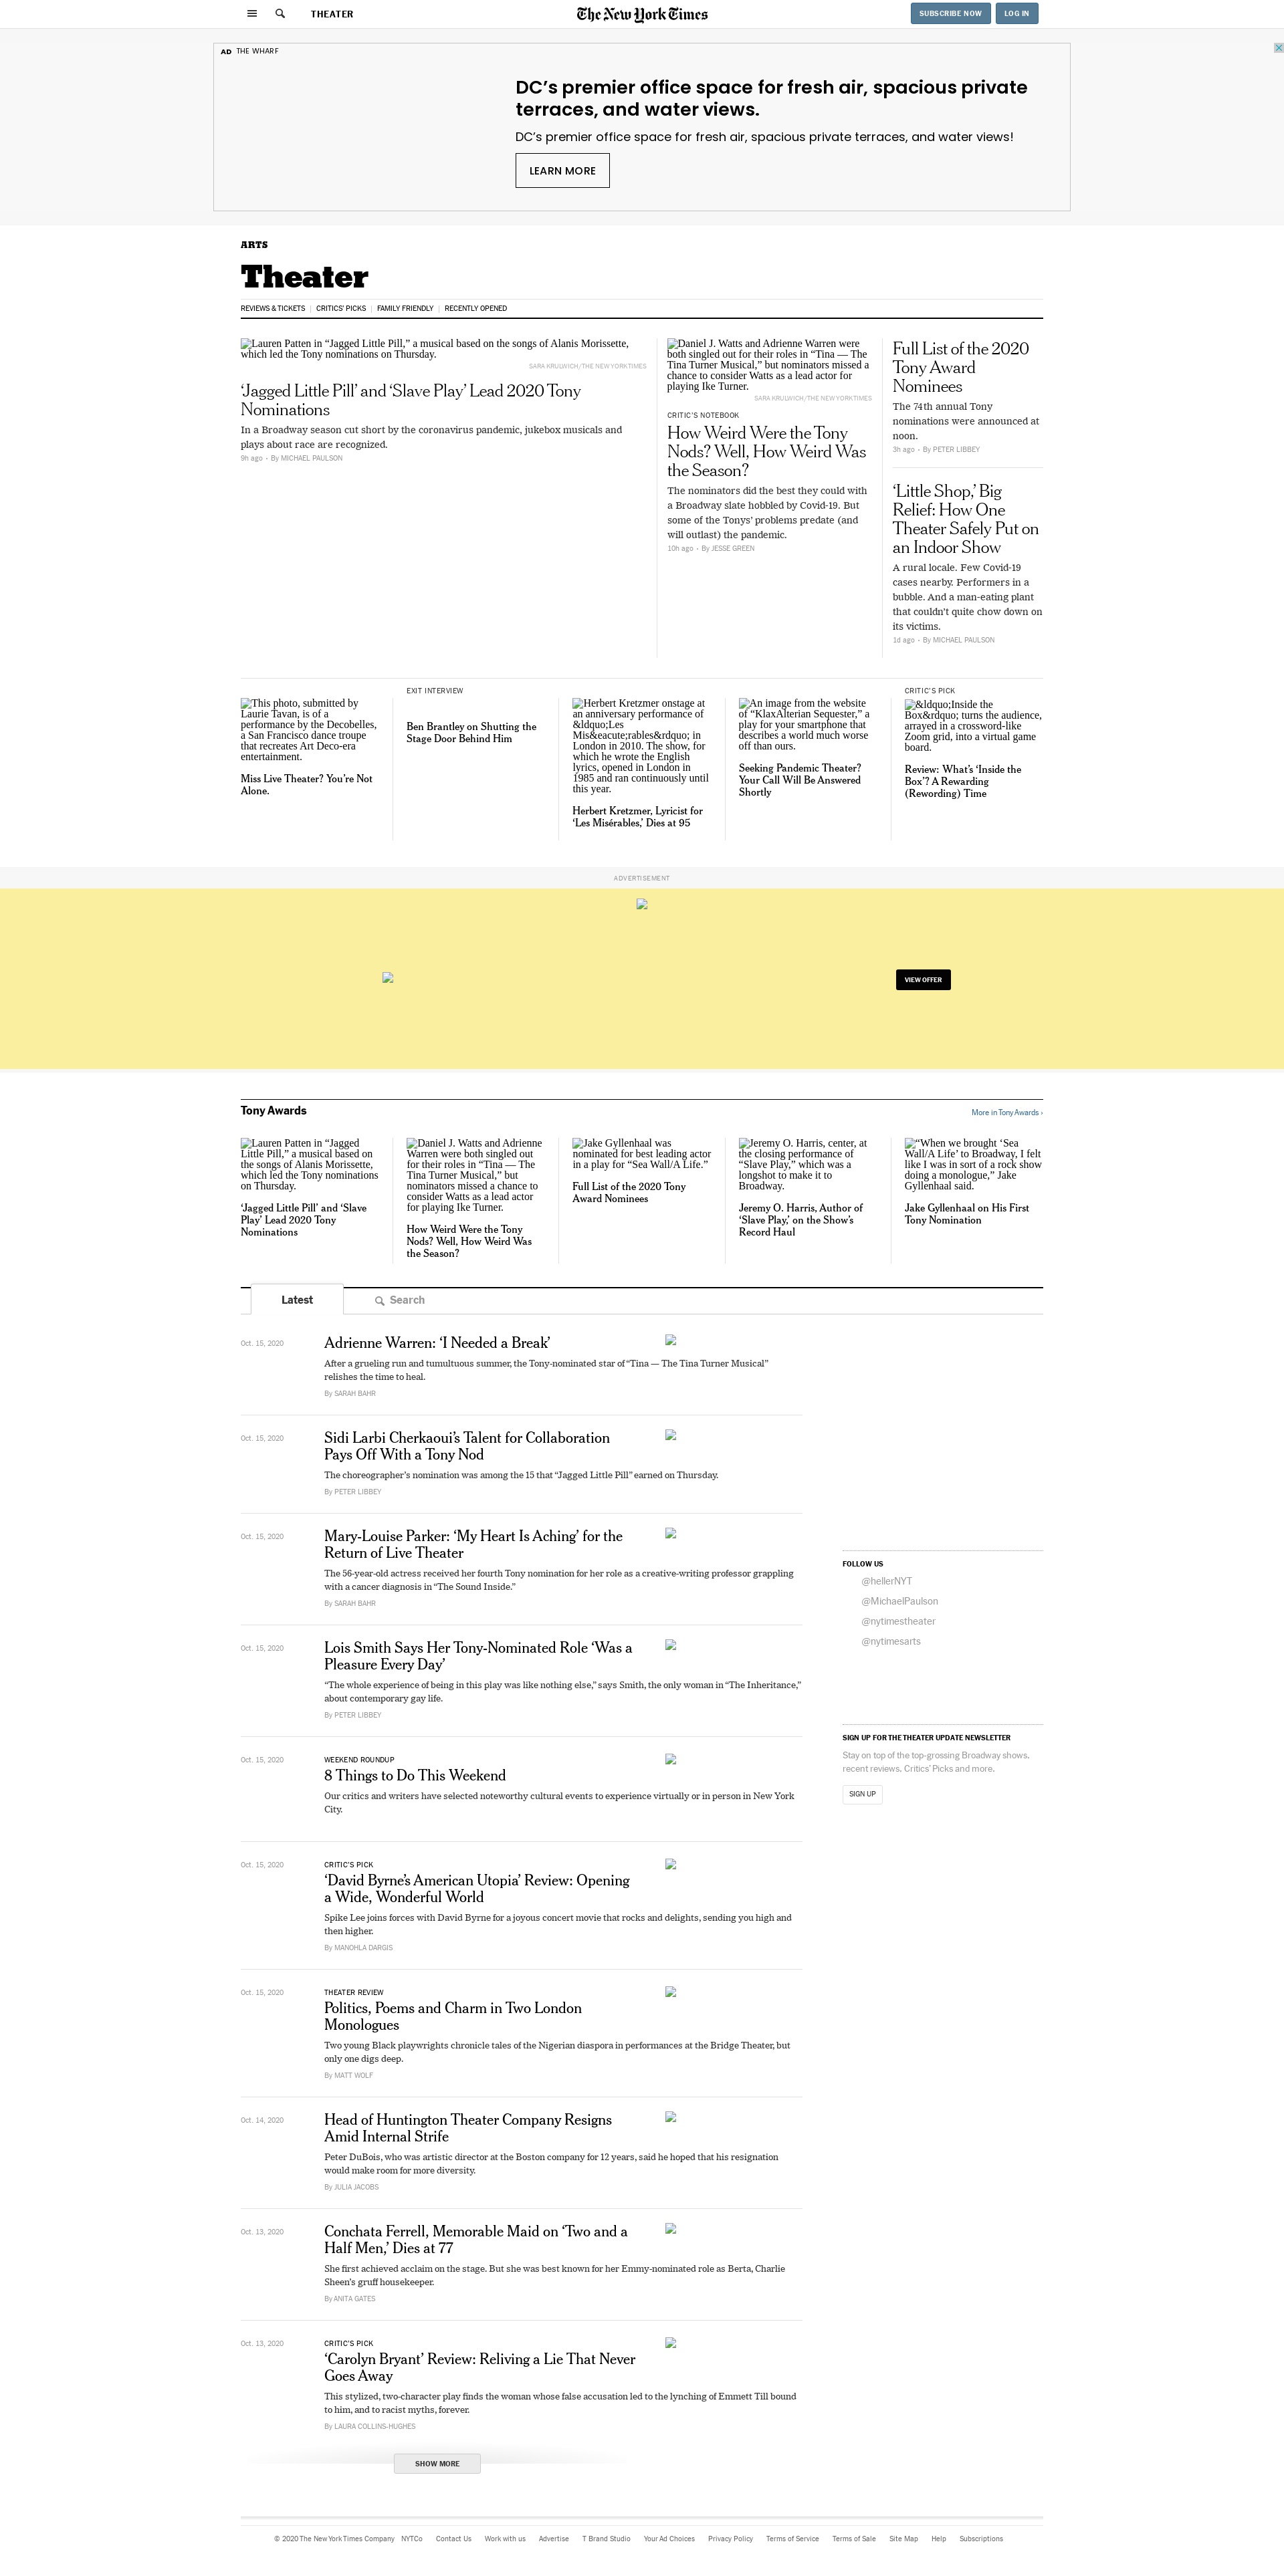 THEATER
The New York Times
SUBSCRIBE NOW
LOG IN
AD THE WHARF
DC's premier office space for fresh air, spacious private
terraces, and water views.
DC's premier office space for fresh air, spacious private terraces, and water views!
LEARN MORE
ARTS
Theater
REVIEWS & TICKETS
CRITICS' PICKS
FAMILY FRIENDLY
RECENTLY OPENED
Lauren Patten in “Jagged Little Pill,” a musical based on the songs of Alanis Morissette,
which led the Tony nominations on Thursday.
SARA KRULWICH/THE NEW YORK TIMES
‘Jagged Little Pill’ and ‘Slave Play’ Lead 2020 Tony
Nominations
In a Broadway season cut short by the coronavirus pandemic, jukebox musicals and
plays about race are recognized.
9h ago • By MICHAEL PAULSON
Daniel J. Watts and Adrienne Warren were
both singled out for their roles in “Tina — The
Tina Turner Musical,” but nominators missed a
chance to consider Watts as a lead actor for
playing Ike Turner.
SARA KRULWICH/THE NEW YORK TIMES
CRITIC'S NOTEBOOK
How Weird Were the Tony
Nods? Well, How Weird Was
the Season?
The nominators did the best they could with
a Broadway slate hobbled by Covid-19. But
some of the Tonys’ problems predate (and
will outlast) the pandemic.
10h ago • By JESSE GREEN
Full List of the 2020
Tony Award
Nominees
The 74th annual Tony
nominations were announced at
noon.
3h ago • By PETER LIBBEY
‘Little Shop,’ Big
Relief: How One
Theater Safely Put on
an Indoor Show
A rural locale. Few Covid-19
cases nearby. Performers in a
bubble. And a man-eating plant
that couldn’t quite chow down on
its victims.
1d ago • By MICHAEL PAULSON
This photo, submitted by
Laurie Tavan, is of a
performance by the Decobelles,
a San Francisco dance troupe
that recreates Art Deco-era
entertainment.
Miss Live Theater? You’re Not
Alone.
EXIT INTERVIEW
Ben Brantley on Shutting the
Stage Door Behind Him
Herbert Kretzmer onstage at
an anniversary performance of
&ldquo;Les
Mis&eacute;rables&rdquo; in
London in 2010. The show, for
which he wrote the English
lyrics, opened in London in
1985 and ran continuously until
this year.
Herbert Kretzmer, Lyricist for
‘Les Misérables,’ Dies at 95
An image from the website
of “KlaxAlterian Sequester,” a
play for your smartphone that
describes a world much worse
off than ours.
Seeking Pandemic Theater?
Your Call Will Be Answered
Shortly
CRITIC'S PICK
&ldquo;Inside the
Box&rdquo; turns the audience,
arrayed in a crossword-like
Zoom grid, into a virtual game
board.
Review: What’s ‘Inside the
Box’? A Rewarding
(Rewording) Time
ADVERTISEMENT
VIEW OFFER
Tony Awards
More in Tony Awards ›
Lauren Patten in “Jagged
Little Pill,” a musical based on
the songs of Alanis Morissette,
which led the Tony nominations
on Thursday.
‘Jagged Little Pill’ and ‘Slave
Play’ Lead 2020 Tony
Nominations
Daniel J. Watts and Adrienne
Warren were both singled out
for their roles in “Tina — The
Tina Turner Musical,” but
nominators missed a chance to
consider Watts as a lead actor
for playing Ike Turner.
How Weird Were the Tony
Nods? Well, How Weird Was
the Season?
Jake Gyllenhaal was
nominated for best leading actor
in a play for “Sea Wall/A Life.”
Full List of the 2020 Tony
Award Nominees
Jeremy O. Harris, center, at
the closing performance of
“Slave Play,” which was a
longshot to make it to
Broadway.
Jeremy O. Harris, Author of
‘Slave Play,’ on the Show’s
Record Haul
“When we brought ‘Sea
Wall/A Life’ to Broadway, I felt
like I was in sort of a rock show
doing a monologue,” Jake
Gyllenhaal said.
Jake Gyllenhaal on His First
Tony Nomination
Latest
Search
Oct. 15, 2020
Adrienne Warren: ‘I Needed a Break’
After a grueling run and tumultuous summer, the Tony-nominated star of “Tina — The Tina Turner Musical”
relishes the time to heal.
By SARAH BAHR
Oct. 15, 2020
Sidi Larbi Cherkaoui’s Talent for Collaboration
Pays Off With a Tony Nod
The choreographer’s nomination was among the 15 that “Jagged Little Pill” earned on Thursday.
By PETER LIBBEY
Oct. 15, 2020
Mary-Louise Parker: ‘My Heart Is Aching’ for the
Return of Live Theater
The 56-year-old actress received her fourth Tony nomination for her role as a creative-writing professor grappling
with a cancer diagnosis in “The Sound Inside.”
By SARAH BAHR
Oct. 15, 2020
Lois Smith Says Her Tony-Nominated Role ‘Was a
Pleasure Every Day’
“The whole experience of being in this play was like nothing else,” says Smith, the only woman in “The Inheritance,”
about contemporary gay life.
By PETER LIBBEY
Oct. 15, 2020
WEEKEND ROUNDUP
8 Things to Do This Weekend
Our critics and writers have selected noteworthy cultural events to experience virtually or in person in New York
City.
Oct. 15, 2020
CRITIC'S PICK
‘David Byrne’s American Utopia’ Review: Opening
a Wide, Wonderful World
Spike Lee joins forces with David Byrne for a joyous concert movie that rocks and delights, sending you high and
then higher.
By MANOHLA DARGIS
Oct. 15, 2020
THEATER REVIEW
Politics, Poems and Charm in Two London
Monologues
Two young Black playwrights chronicle tales of the Nigerian diaspora in performances at the Bridge Theater, but
only one digs deep.
By MATT WOLF
Oct. 14, 2020
Head of Huntington Theater Company Resigns
Amid Internal Strife
Peter DuBois, who was artistic director at the Boston company for 12 years, said he hoped that his resignation
would make room for more diversity.
By JULIA JACOBS
Oct. 13, 2020
Conchata Ferrell, Memorable Maid on ‘Two and a
Half Men,’ Dies at 77
She first achieved acclaim on the stage. But she was best known for her Emmy-nominated role as Berta, Charlie
Sheen’s gruff housekeeper.
By ANITA GATES
Oct. 13, 2020
CRITIC'S PICK
‘Carolyn Bryant’ Review: Reliving a Lie That Never
Goes Away
This stylized, two-character play finds the woman whose false accusation led to the lynching of Emmett Till bound
to him, and to racist myths, forever.
By LAURA COLLINS-HUGHES
SHOW MORE
FOLLOW US
@hellerNYT
@MichaelPaulson
@nytimestheater
@nytimesarts
SIGN UP FOR THE THEATER UPDATE NEWSLETTER
Stay on top of the top-grossing Broadway shows,
recent reviews, Critics’ Picks and more.
SIGN UP
© 2020 The New York Times Company NYTCo Contact Us Work with us Advertise T Brand Studio Your Ad Choices Privacy Policy Terms of Service Terms of Sale Site Map Help Subscriptions